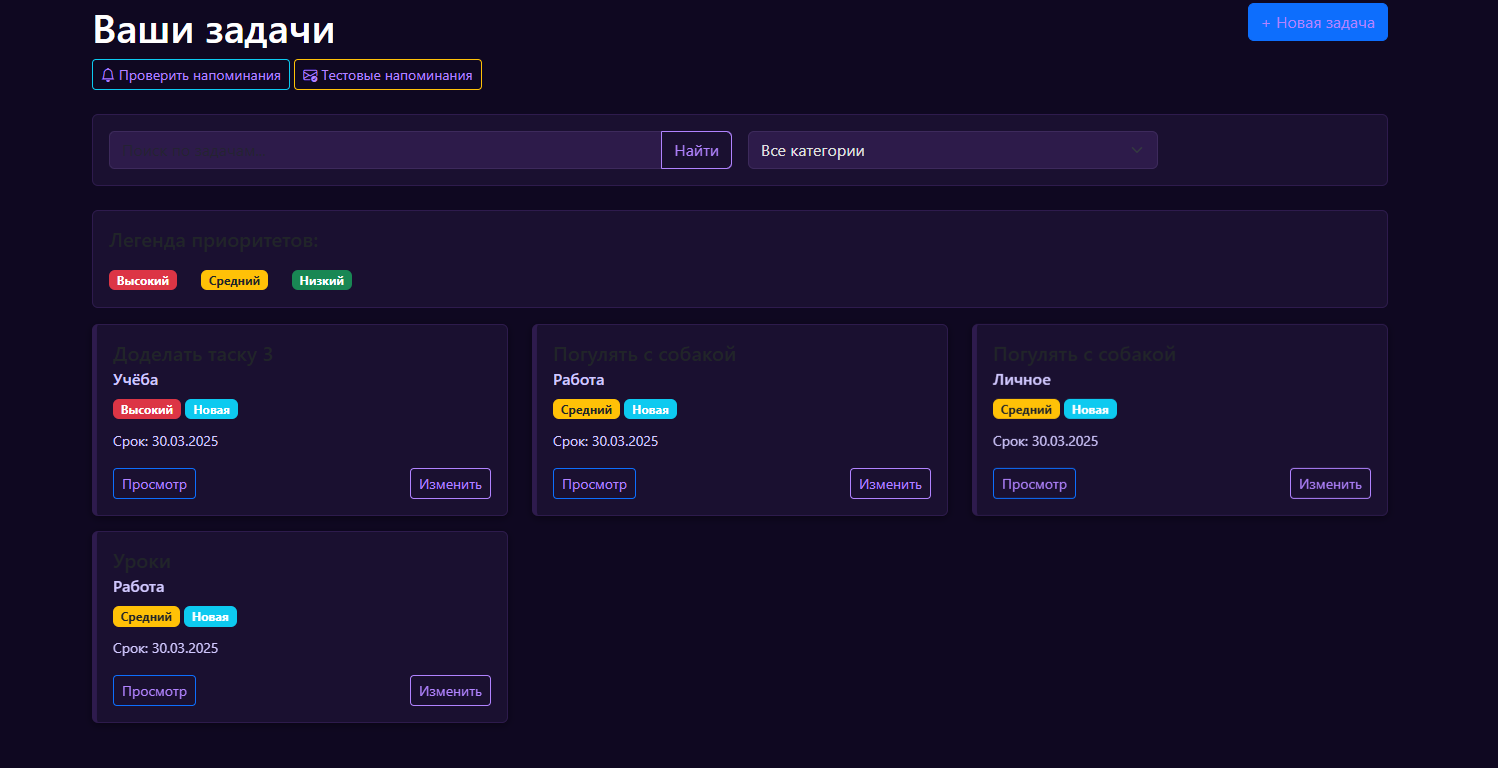 Ваши задачи
+ Новая задача
Проверить напоминания Тестовые напоминания
Найти Все категории
Легенда приоритетов:
Высокий Средний Низкий
Доделать таску 3
Учёба
Высокий Новая
Срок: 30.03.2025
Просмотр Изменить
Погулять с собакой
Работа
Средний Новая
Срок: 30.03.2025
Просмотр Изменить
Погулять с собакой
Личное
Средний Новая
Срок: 30.03.2025
Просмотр Изменить
Уроки
Работа
Средний Новая
Срок: 30.03.2025
Просмотр Изменить